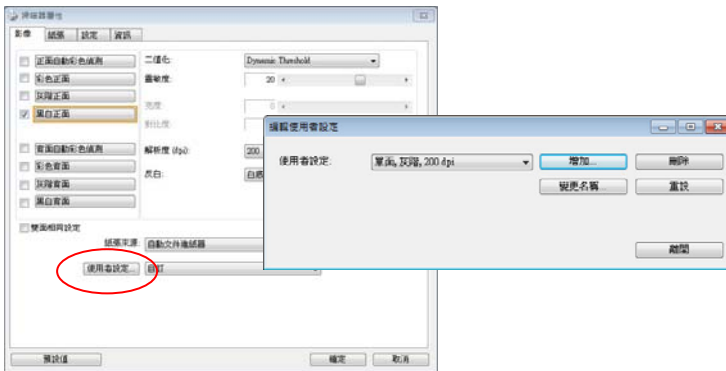 掃瞄器屬性
影像 紙張 設定 資訊
正面自動彩色偵測
彩色正面
灰階正面
黑白正面
背面自動彩色偵測
彩色背面
灰階背面
黑白背面
雙面相同設定
二值化: Dynamic Threshold
靈敏度: 20
亮度: 0
對比度:
解析度 (dpi): 200
反白: 白底
紙張來源: 自動文件進紙器
使用者設定... 自訂
預設值 確定 取消
編輯使用者設定
使用者設定: 單面, 灰階, 200 dpi 增加... 刪除
變更名稱... 重設
離開